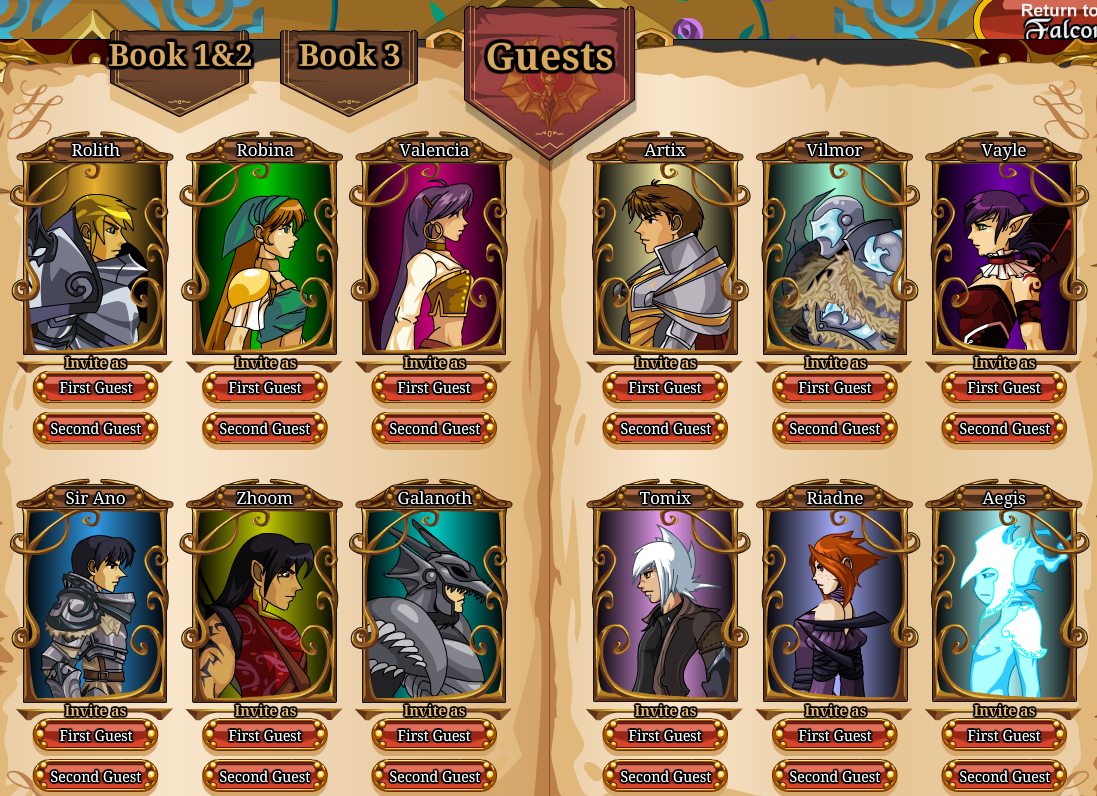 Return to
Falcon
Book 1&2
Book 3
Guests
Rolith
Robina
Valencia
Artix
Vilmor
Vayle
Invite as
Invite as
Invite as
Invite as
Invite as
Invite as
First Guest
First Guest
First Guest
First Guest
First Guest
First Guest
Second Guest
Second Guest
Second Guest
Second Guest
Second Guest
Second Guest
Sir Ano
Zhoom
Galanoth
Tomix
Riadne
Aegis
Invite as
Invite as
Invite as
Invite as
Invite as
Invite as
First Guest
First Guest
First Guest
First Guest
First Guest
First Guest
Second Guest
Second Guest
Second Guest
Second Guest
Second Guest
Second Guest